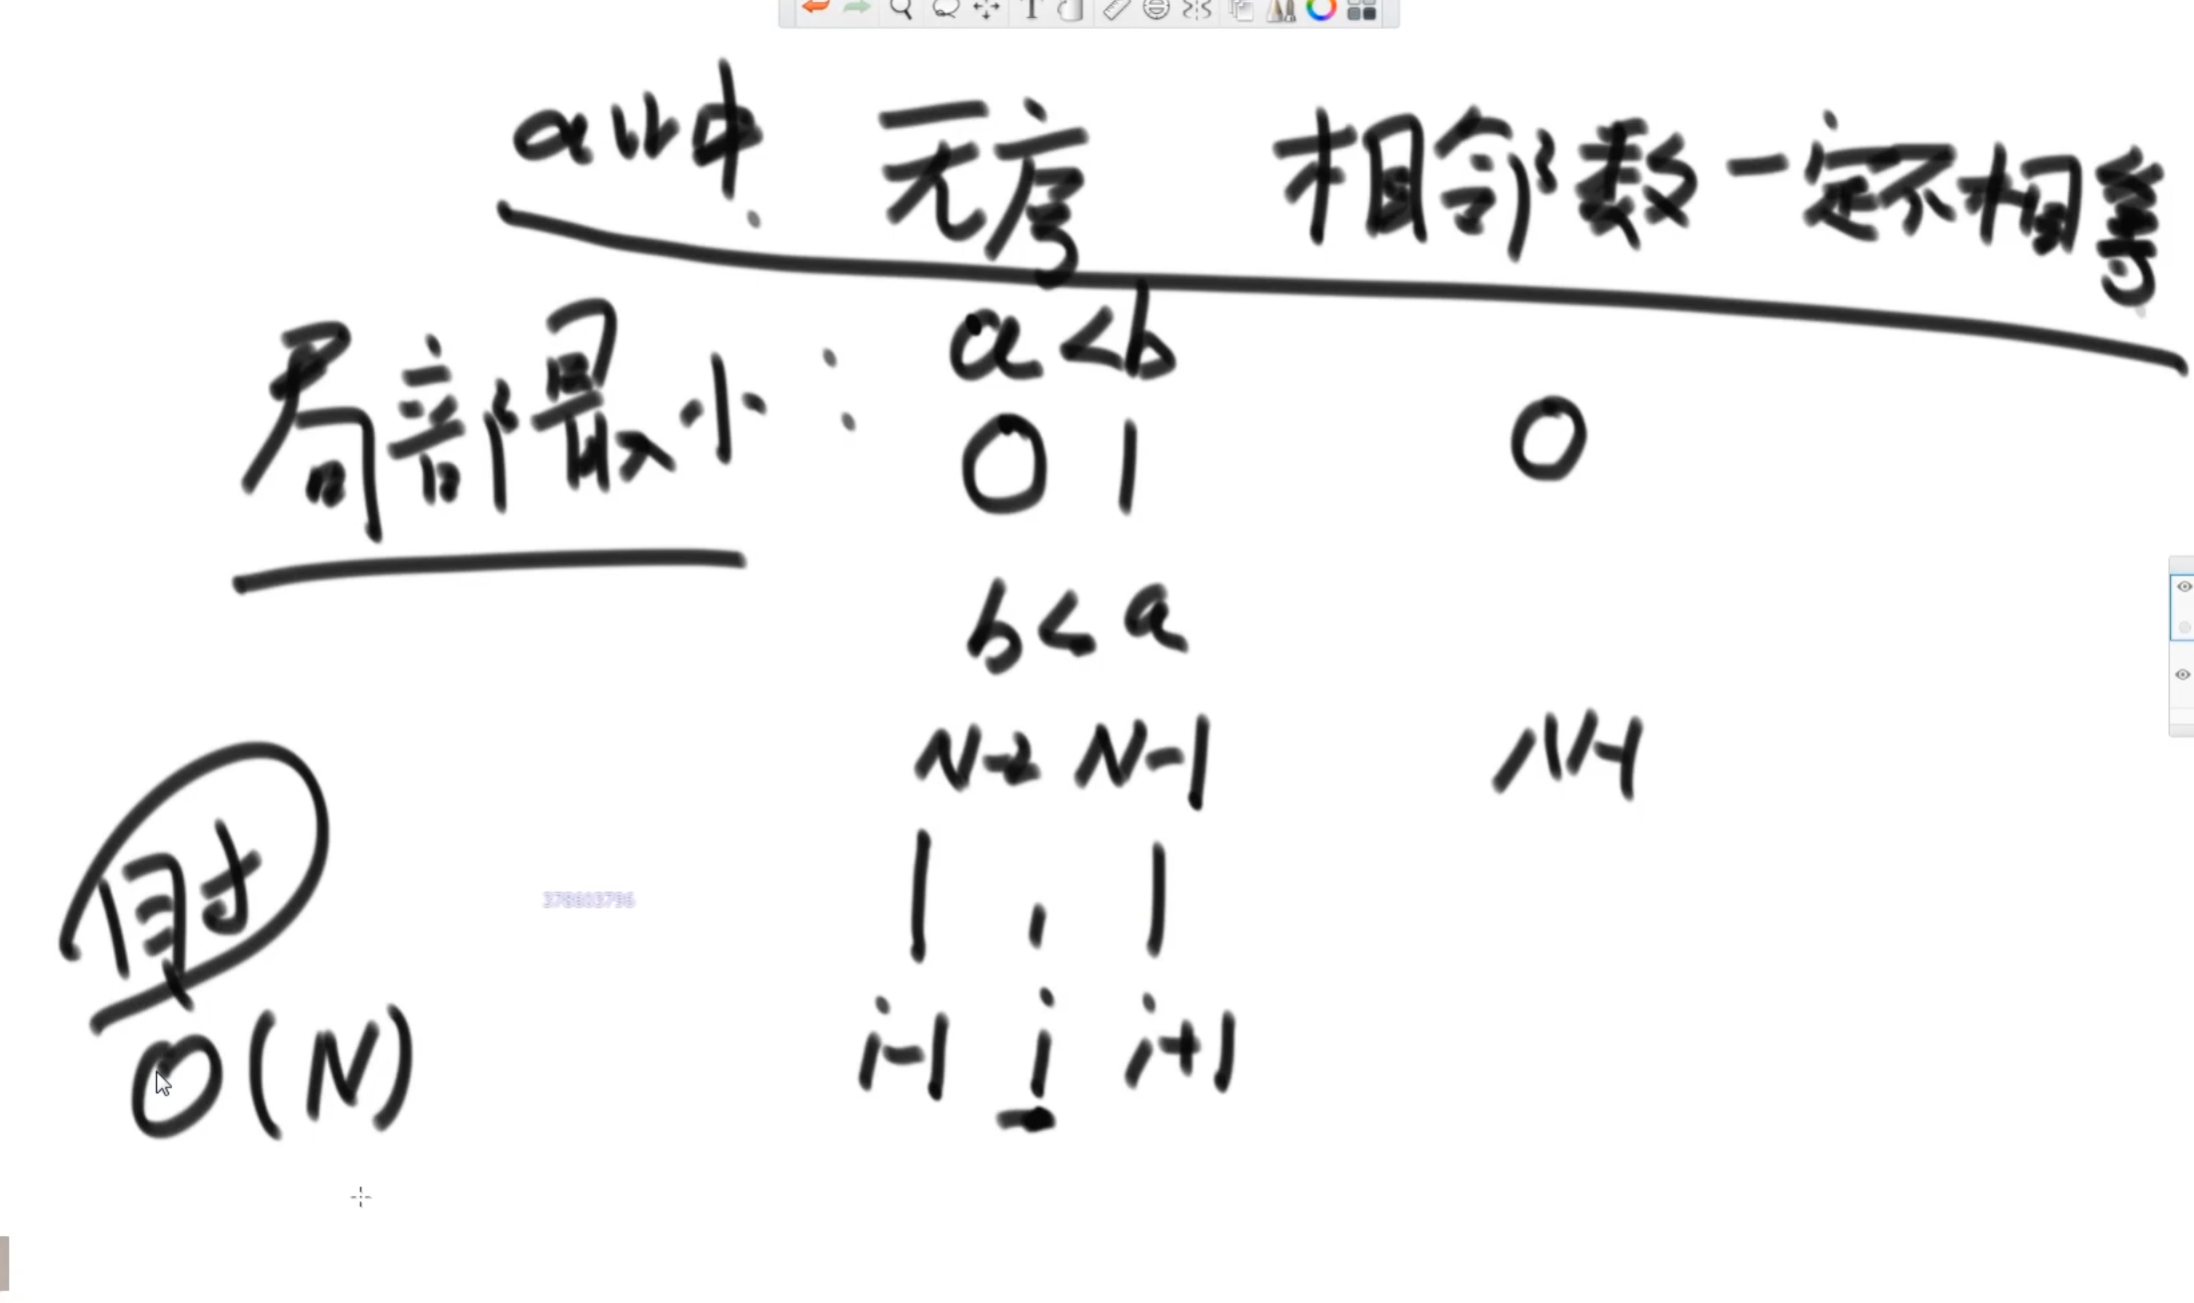 arr中 无序 相邻数一定不相等
局部最小: a<b
0 1 0
b<a
N-2 N-1 N-1
时
O(N)
i-1 i i+1
378603796